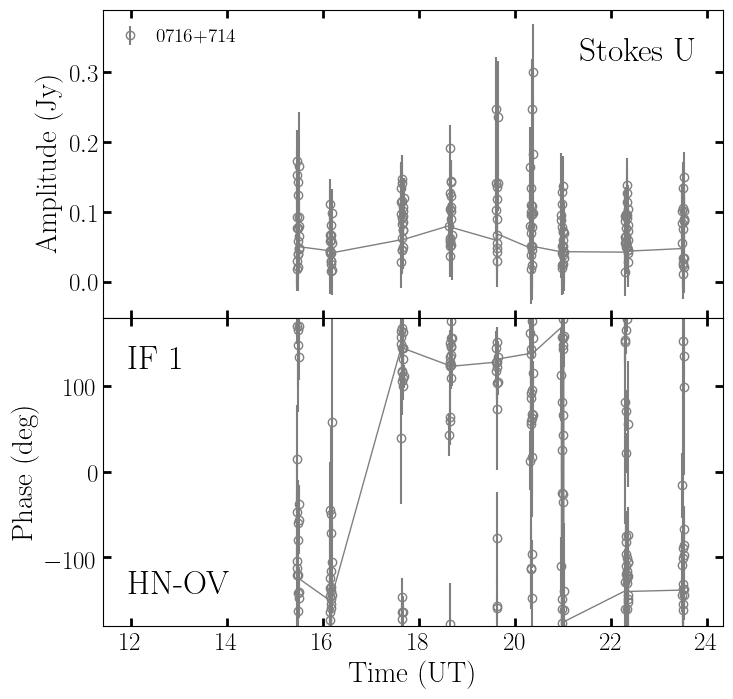 0716+714
Stokes U
Amplitude (Jy)
0.3
0.2
0.1
0.0
IF 1
Phase (deg)
100
0
−100
HN-OV
12 14 16 18 20 22 24
Time (UT)